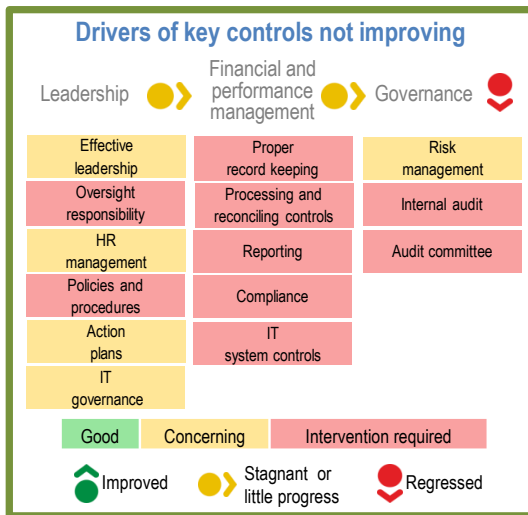 Drivers of key controls not improving
Leadership
Financial and
performance
management
Governance
Effective
leadership
Oversight
responsibility
HR
management
Policies and
procedures
Action
plans
IT
governance
Proper
record keeping
Processing and
reconciling controls
Reporting
Compliance
IT
system controls
Risk
management
Internal audit
Audit committee
Good
Concerning
Intervention required
Improved
Stagnant or
little progress
Regressed